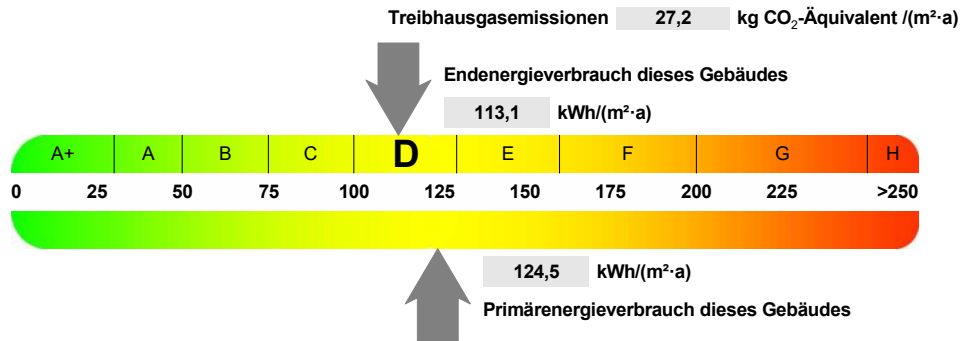 Treibhausgasemissionen 27,2 kg CO₂-Äquivalent /(m²·a)
Endenergieverbrauch dieses Gebäudes
113,1 kWh/(m²·a)
A+ A B C D E F G H
0 25 50 75 100 125 150 175 200 225 >250
124,5 kWh/(m²·a)
Primärenergieverbrauch dieses Gebäudes